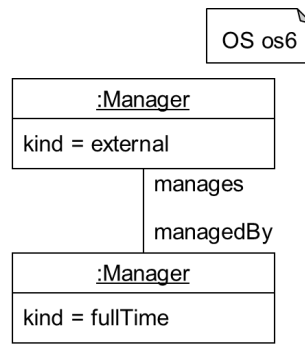 OS os6
:Manager
kind = external
manages
managedBy
:Manager
kind = fullTime